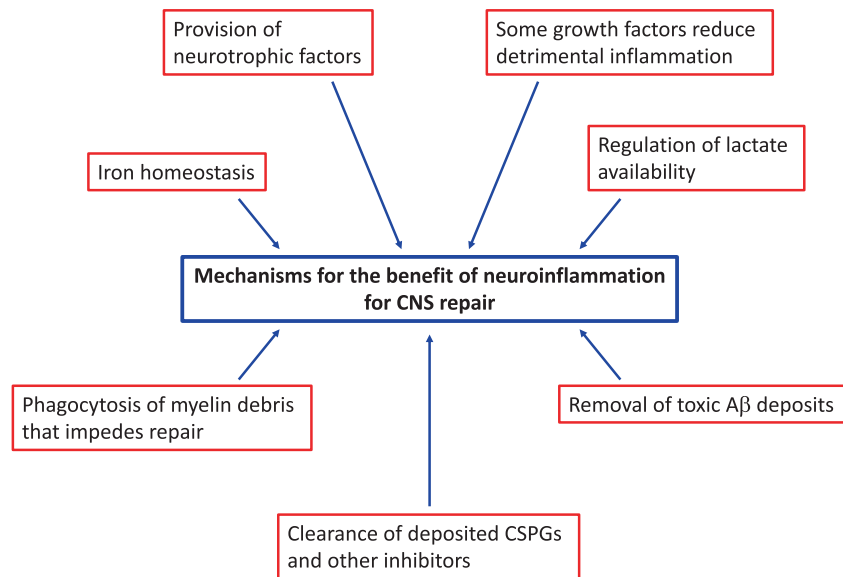 Provision of
neurotrophic factors
Some growth factors reduce
detrimental inflammation
Iron homeostasis
Regulation of lactate
availability
Mechanisms for the benefit of neuroinflammation
for CNS repair
Phagocytosis of myelin debris
that impedes repair
Removal of toxic Aβ deposits
Clearance of deposited CSPGs
and other inhibitors